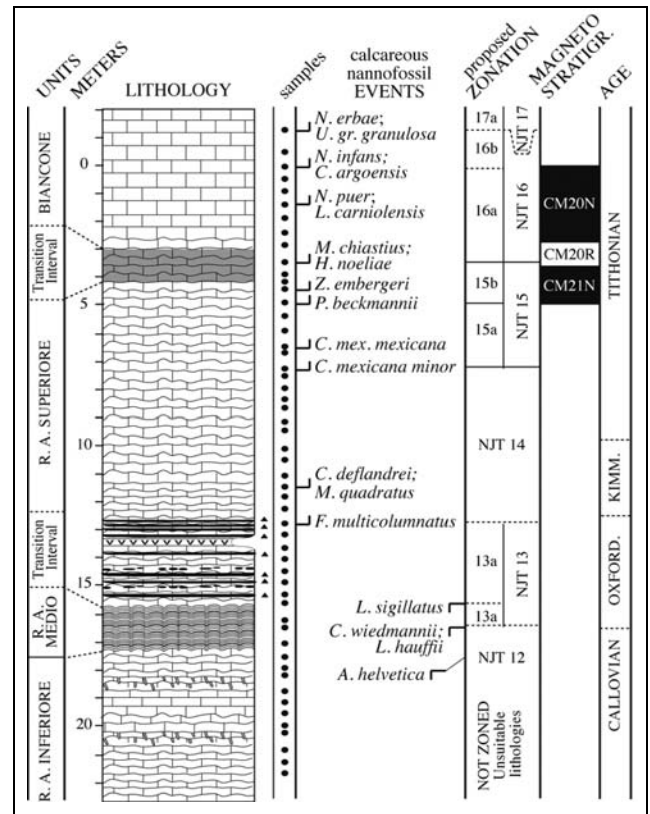 UNITS
METERS
LITHOLOGY
samples
calcareous
nannofossil
EVENTS
proposed
ZONATION
MAGNETO
STRATIGR.
AGE
BIANCONE
Transition
Interval
R. A. SUPERIORE
Transition
Interval
R. A.
MEDIO
R. A. INFERIORE
0
5
10
15
20
N. erbae;
U. gr. granulosa
N. infans;
C. argoensis
N. puer;
L. carniolensis
M. chiastius;
H. noeliae
Z. embergeri
P. beckmannii
C. mex. mexicana
C. mexicana minor
C. deflandrei;
M. quadratus
F. multicolumnatus
L. sigillatus
C. wiedmannii;
L. hauffii
A. helvetica
17a
16b
16a
15b
15a
NJT 14
13a
13a
NJT 12
NOT ZONED
Unsuitable
lithologies
NJT 17
NJT 16
NJT 15
NJT 13
CM20N
CM20R
CM21N
TITHONIAN
KIMM.
OXFORD.
CALLOVIAN